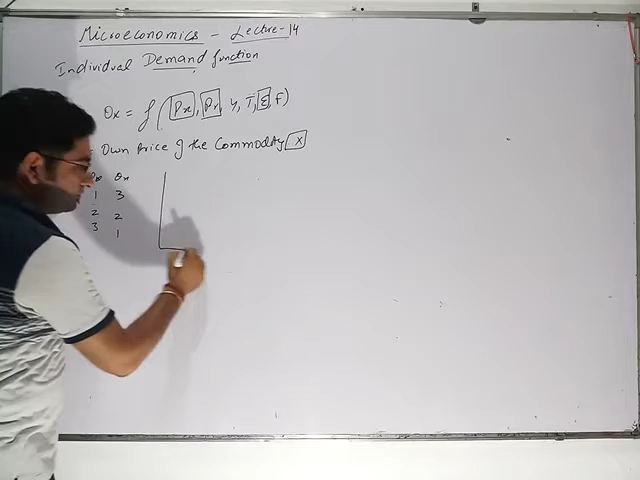 Microeconomics - Lecture-14
Individual Demand function
Dx = f(Px, Pr, Y, T, E, F)
Own Price of the Commodity X
Px Dx
1 3
2 2
3 1